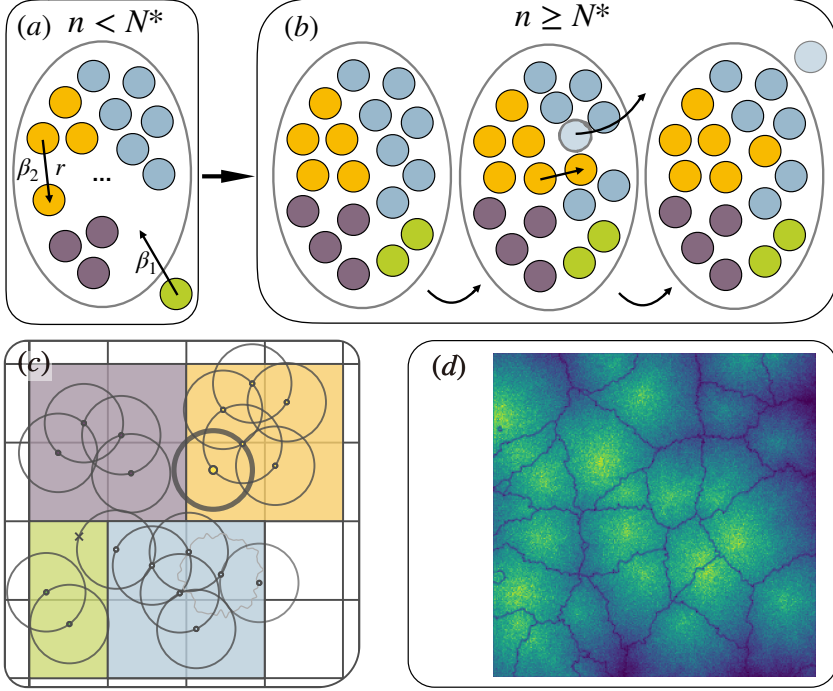 (a) n < N*
(b) n ≥ N*
β₂ r
...
β₁
(c)
(d)